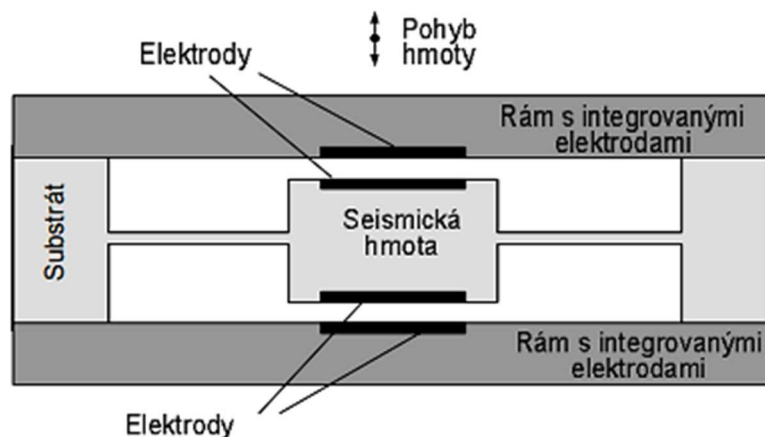 Pohyb
hmoty
Elektrody
Rám s integrovanými
elektrodami
Substrát
Seismická
hmota
Rám s integrovanými
elektrodami
Elektrody